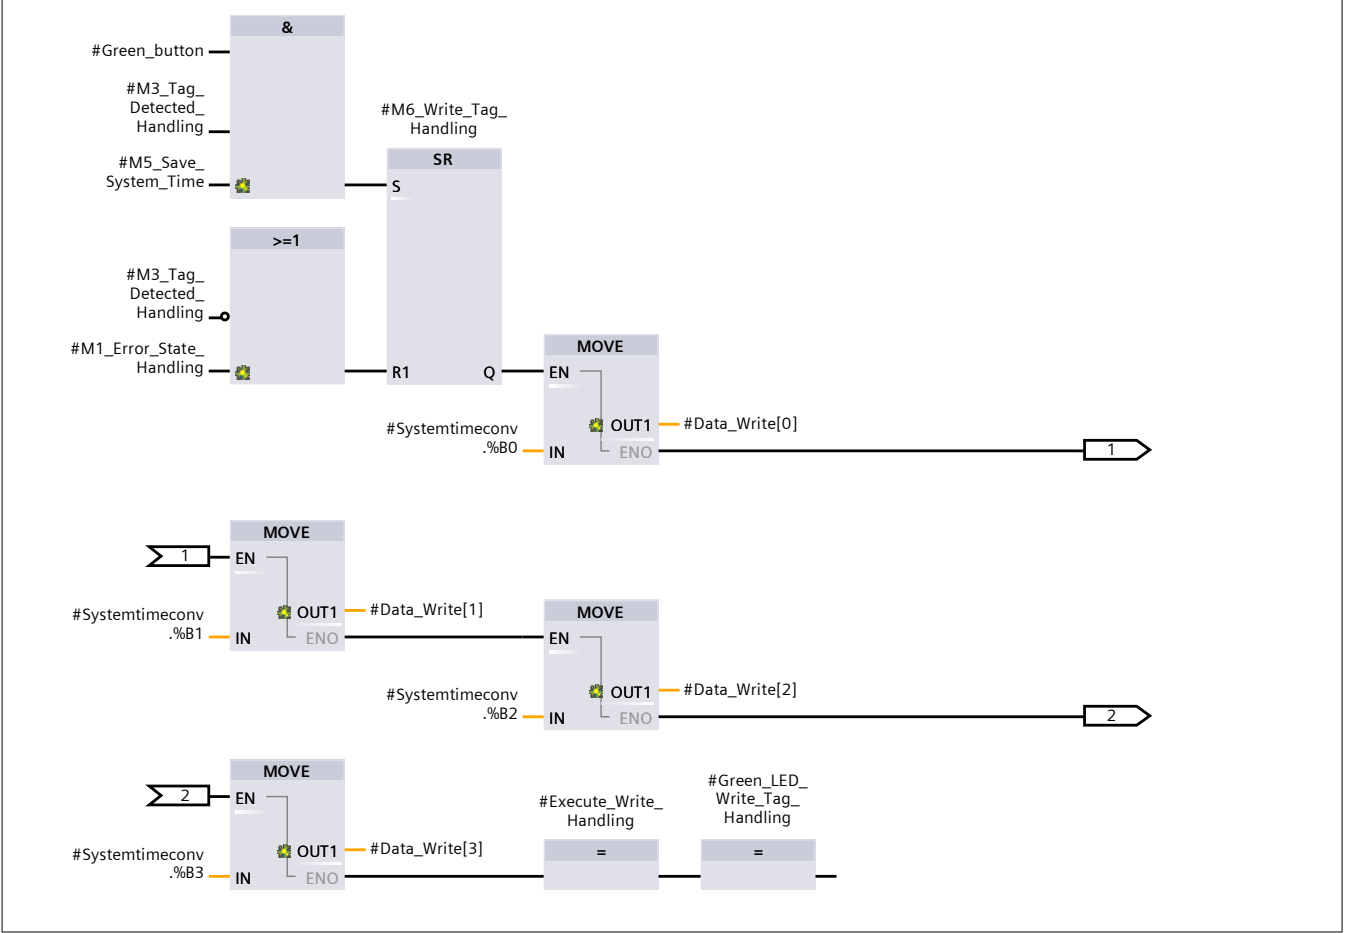 &
#Green_button
#M3_Tag_
Detected_
Handling
#M5_Save_
System_Time
#M6_Write_Tag_
Handling
SR
S
>=1
#M3_Tag_
Detected_
Handling
#M1_Error_State_
Handling
R1
Q
MOVE
EN
OUT1
#Data_Write[0]
#Systemtimeconv
.%B0
IN
ENO
1
1
MOVE
EN
OUT1
#Data_Write[1]
#Systemtimeconv
.%B1
IN
ENO
MOVE
EN
OUT1
#Data_Write[2]
#Systemtimeconv
.%B2
IN
ENO
2
2
MOVE
EN
OUT1
#Data_Write[3]
#Systemtimeconv
.%B3
IN
ENO
#Execute_Write_
Handling
=
#Green_LED_
Write_Tag_
Handling
=